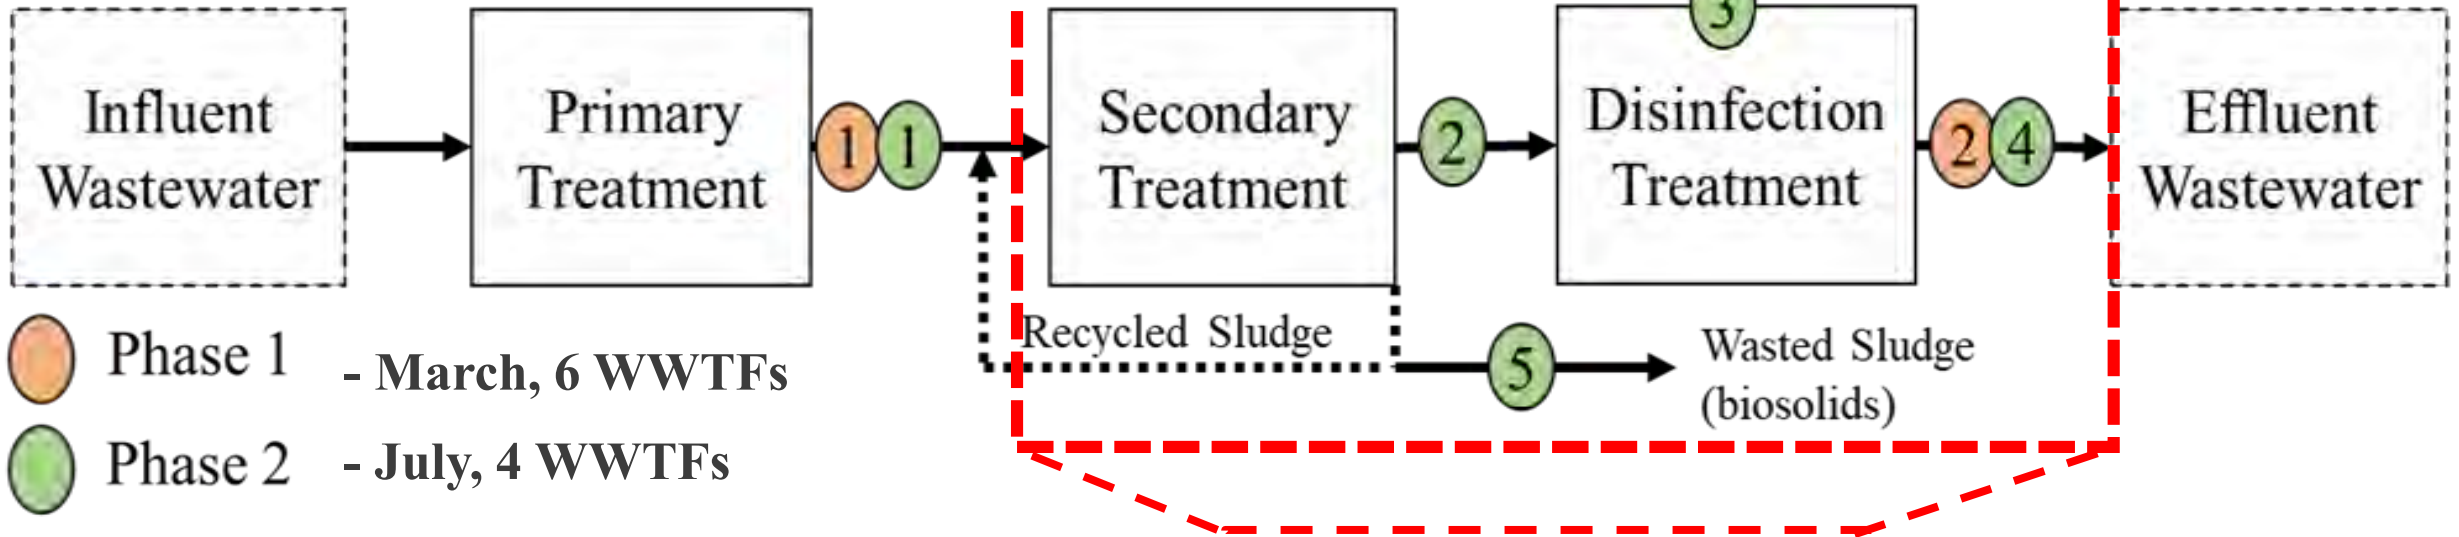 Influent
Wastewater
Primary
Treatment
1
1
Secondary
Treatment
2
3
Disinfection
Treatment
2
4
Effluent
Wastewater
Recycled Sludge
5
Wasted Sludge
(biosolids)
Phase 1
- March, 6 WWTFs
Phase 2
- July, 4 WWTFs